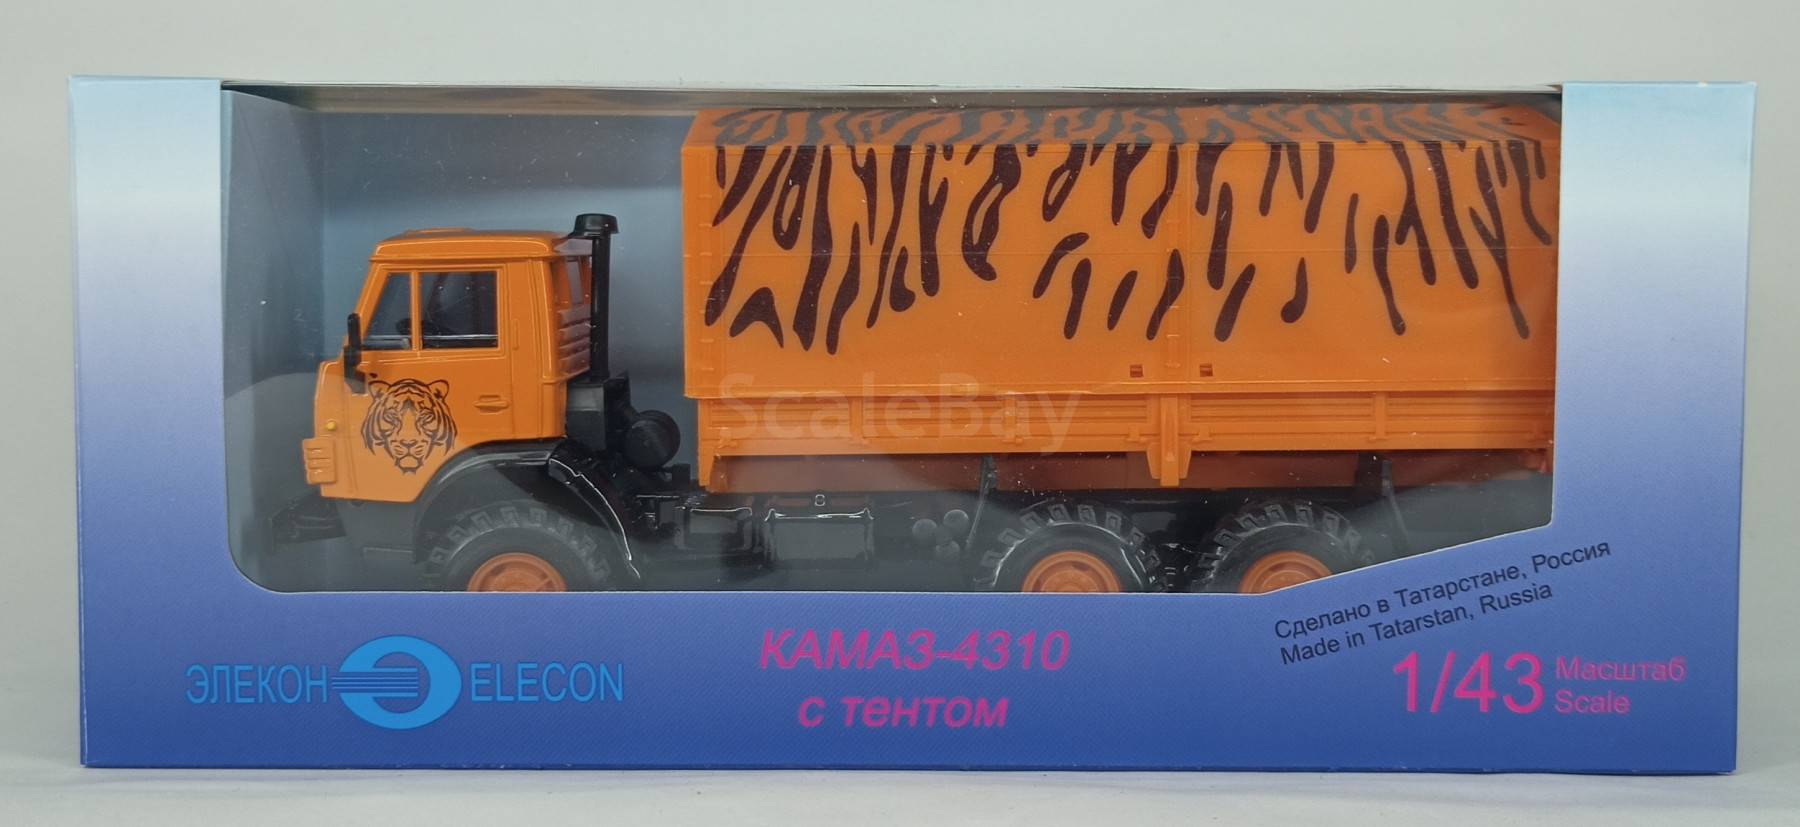 ScaleBay
ЭЛЕКОН ELECON
КАМАЗ-4310
с тентом
Сделано в Татарстане, Россия
Made in Tatarstan, Russia
1/43 Масштаб
Scale